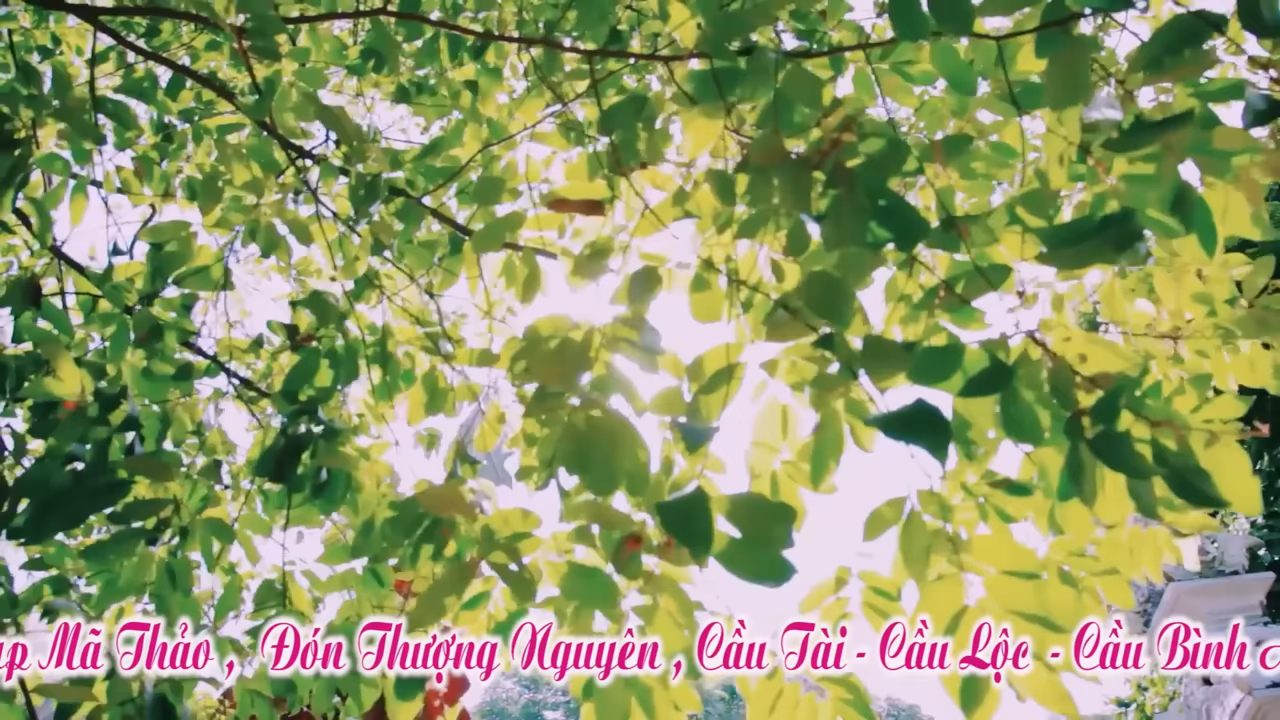 Mã Thảo , Đón Thượng Nguyên , Cầu Tài - Cầu Lộc - Cầu Bình